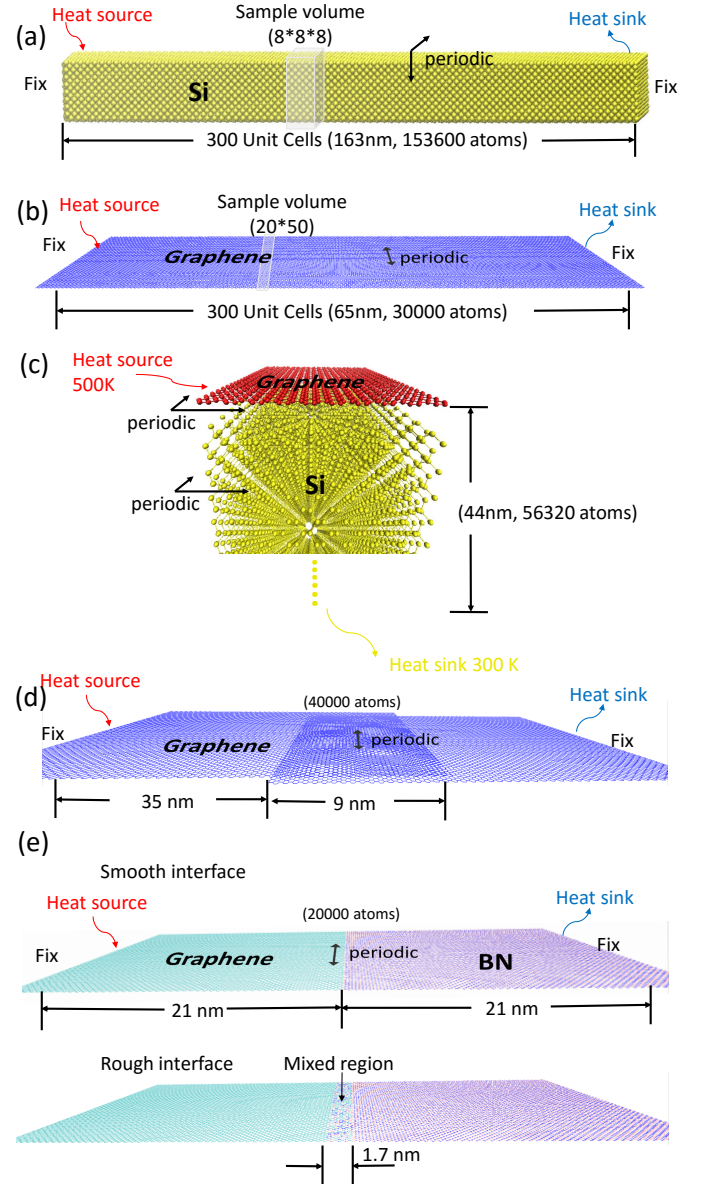 (a)
Heat source
Sample volume
(8*8*8)
Heat sink
periodic
Fix
Si
Fix
300 Unit Cells (163nm, 153600 atoms)
(b)
Heat source
Sample volume
(20*50)
Heat sink
Fix
Graphene
periodic
Fix
300 Unit Cells (65nm, 30000 atoms)
(c)
Heat source
500K
Graphene
periodic
periodic
Si
(44nm, 56320 atoms)
Heat sink 300 K
(d)
Heat source
(40000 atoms)
Heat sink
Fix
Graphene
periodic
Fix
35 nm
9 nm
(e)
Smooth interface
Heat source
(20000 atoms)
Heat sink
Fix
Graphene
periodic
BN
Fix
21 nm
21 nm
Rough interface
Mixed region
1.7 nm